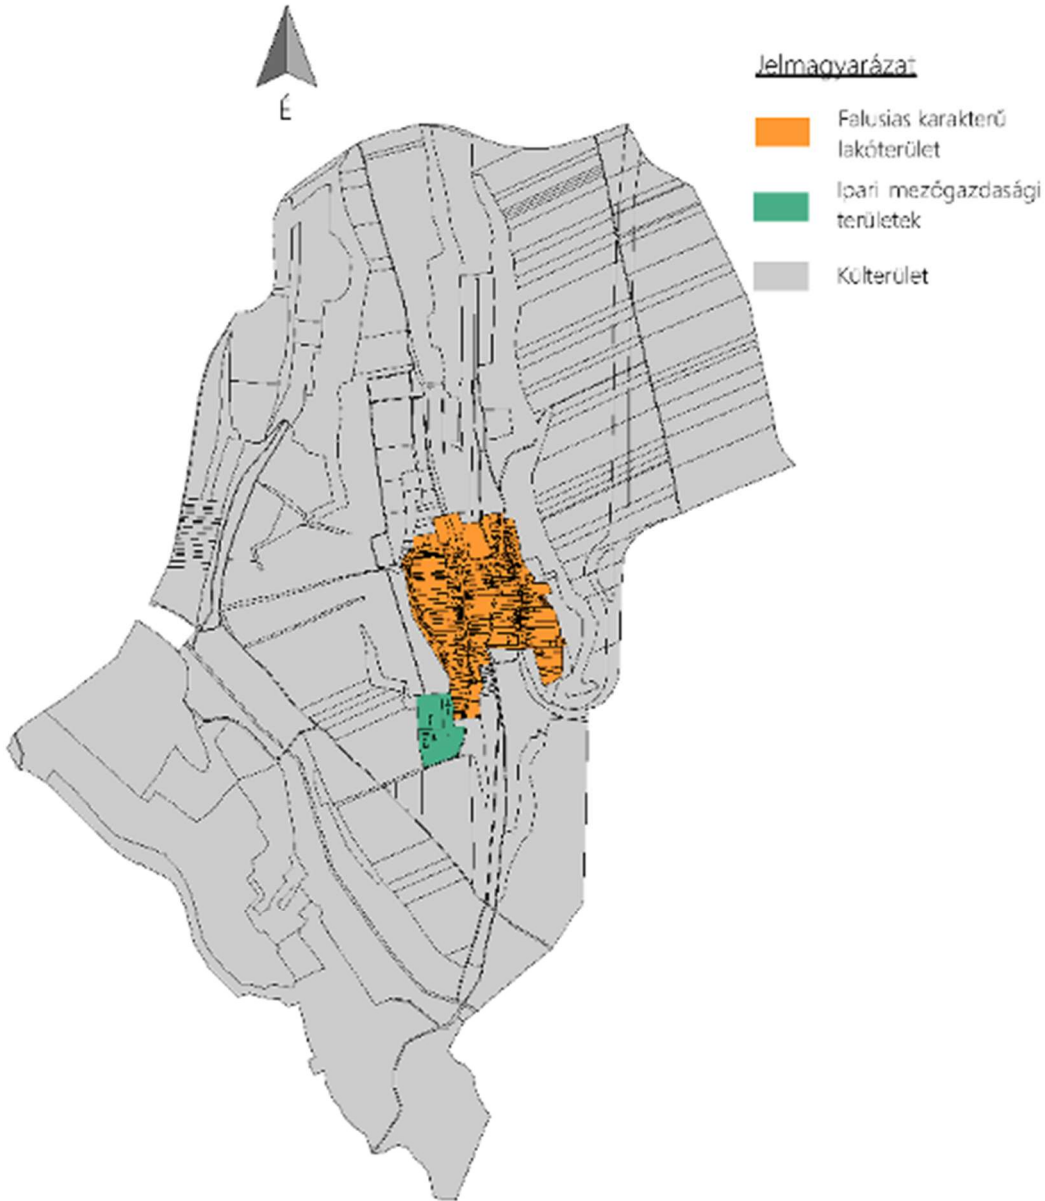 É
Jelmagyarázat
Falusias karakterű
lakóterület
Ipari mezőgazdasági
területek
Külterület